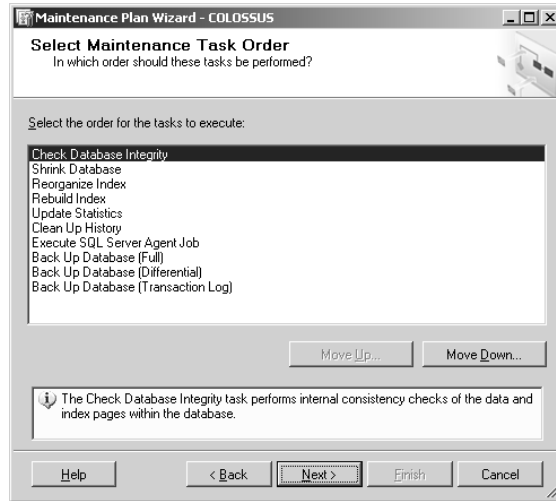 Maintenance Plan Wizard - COLOSSUS
Select Maintenance Task Order
In which order should these tasks be performed?
Select the order for the tasks to execute:
Check Database Integrity
Shrink Database
Reorganize Index
Rebuild Index
Update Statistics
Clean Up History
Execute SQL Server Agent Job
Back Up Database (Full)
Back Up Database (Differential)
Back Up Database (Transaction Log)
Move Up... Move Down...
The Check Database Integrity task performs internal consistency checks of the data and
index pages within the database.
Help < Back Next > Finish Cancel